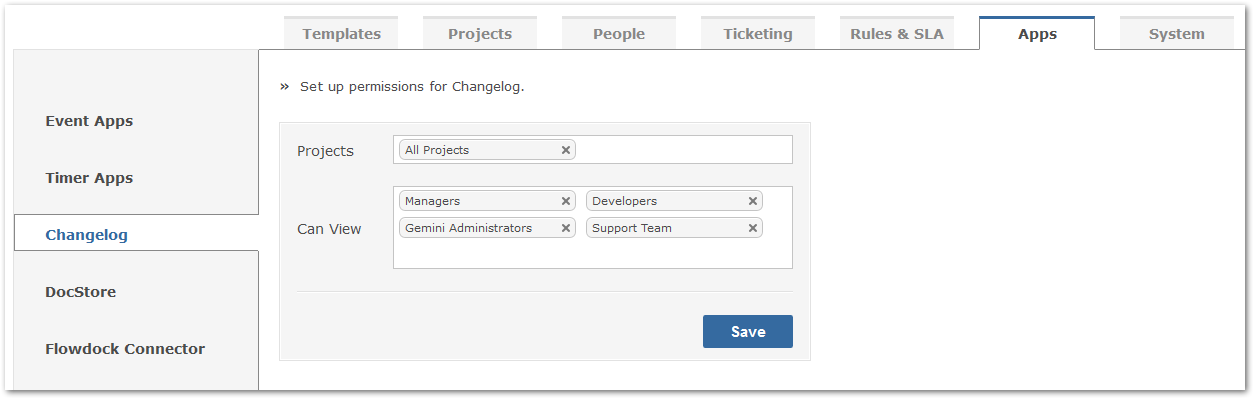 Templates Projects People Ticketing Rules & SLA Apps System
» Set up permissions for Changelog.
Event Apps
Timer Apps
Changelog
DocStore
Flowdock Connector
Projects All Projects ×
Managers × Developers ×
Can View Gemini Administrators × Support Team ×
Save